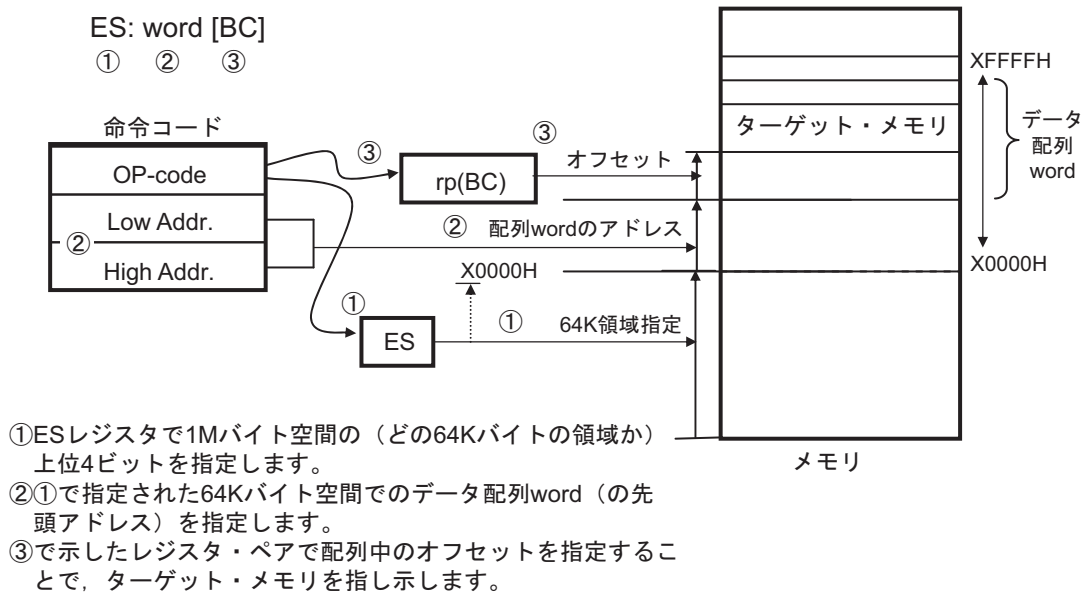 ES: word [BC]
① ② ③
命令コード
OP-code
Low Addr.
②
High Addr.
③
rp(BC)
③
オフセット
② 配列wordのアドレス
X0000H
①
ES
① 64K領域指定
XFFFFH
ターゲット・メモリ
データ
配列
word
X0000H
メモリ
①ESレジスタで1Mバイト空間の（どの64Kバイトの領域か）
上位4ビットを指定します。
②①で指定された64Kバイト空間でのデータ配列word（の先
頭アドレス）を指定します。
③で示したレジスタ・ペアで配列中のオフセットを指定するこ
とで，ターゲット・メモリを指し示します。